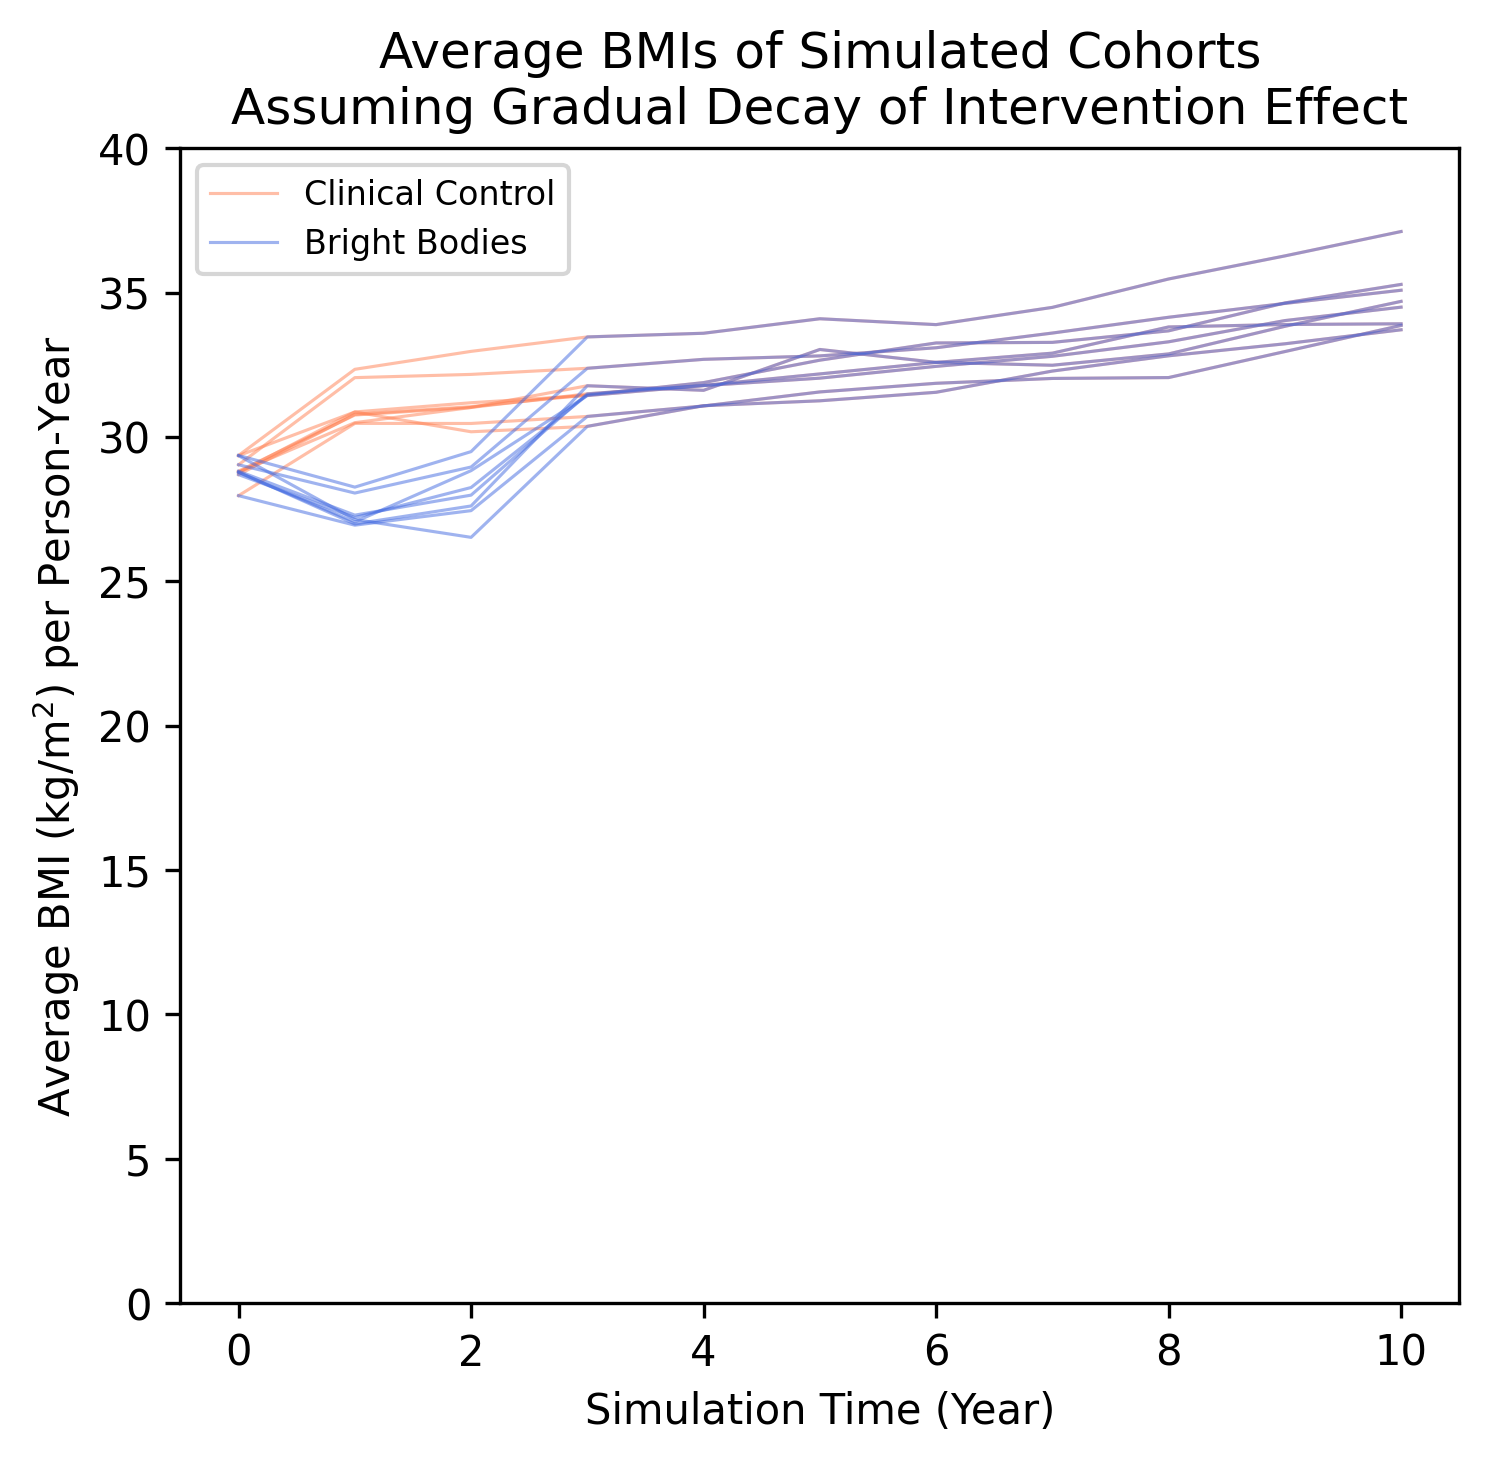 Average BMIs of Simulated Cohorts
Assuming Gradual Decay of Intervention Effect
Clinical Control
Bright Bodies
Average BMI (kg/m²) per Person-Year
40
35
30
25
20
15
10
5
0
0 2 4 6 8 10
Simulation Time (Year)